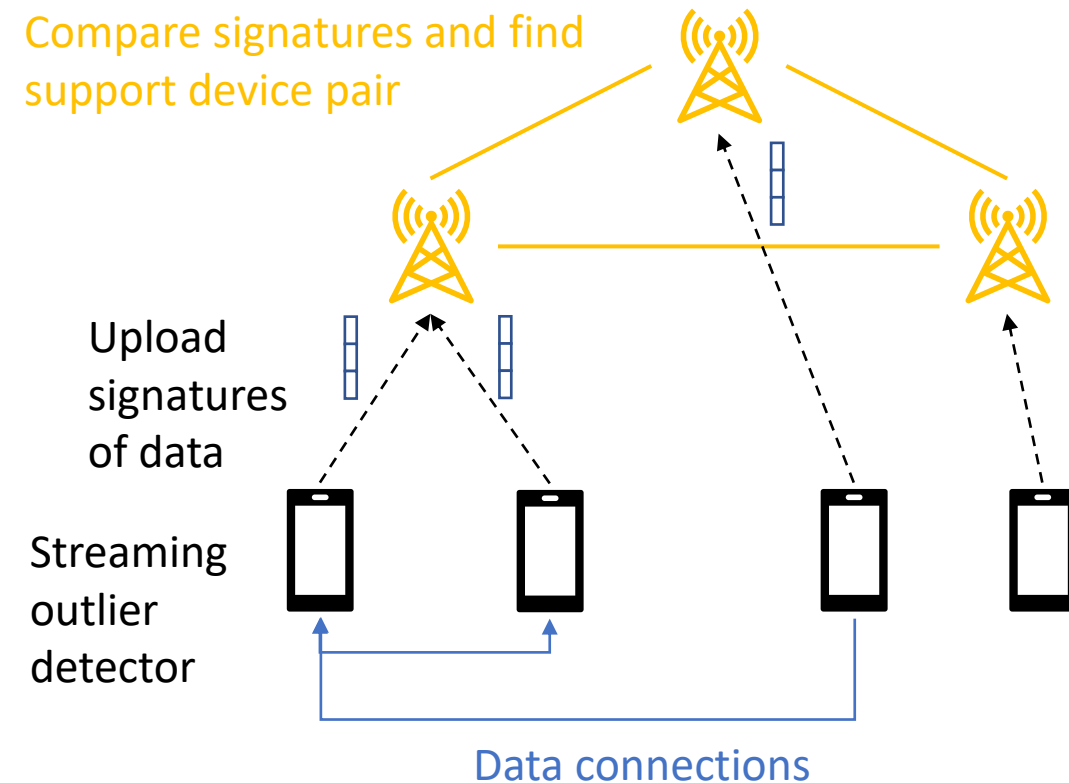 Compare signatures and find
support device pair
Upload
signatures
of data
Streaming
outlier
detector
Data connections